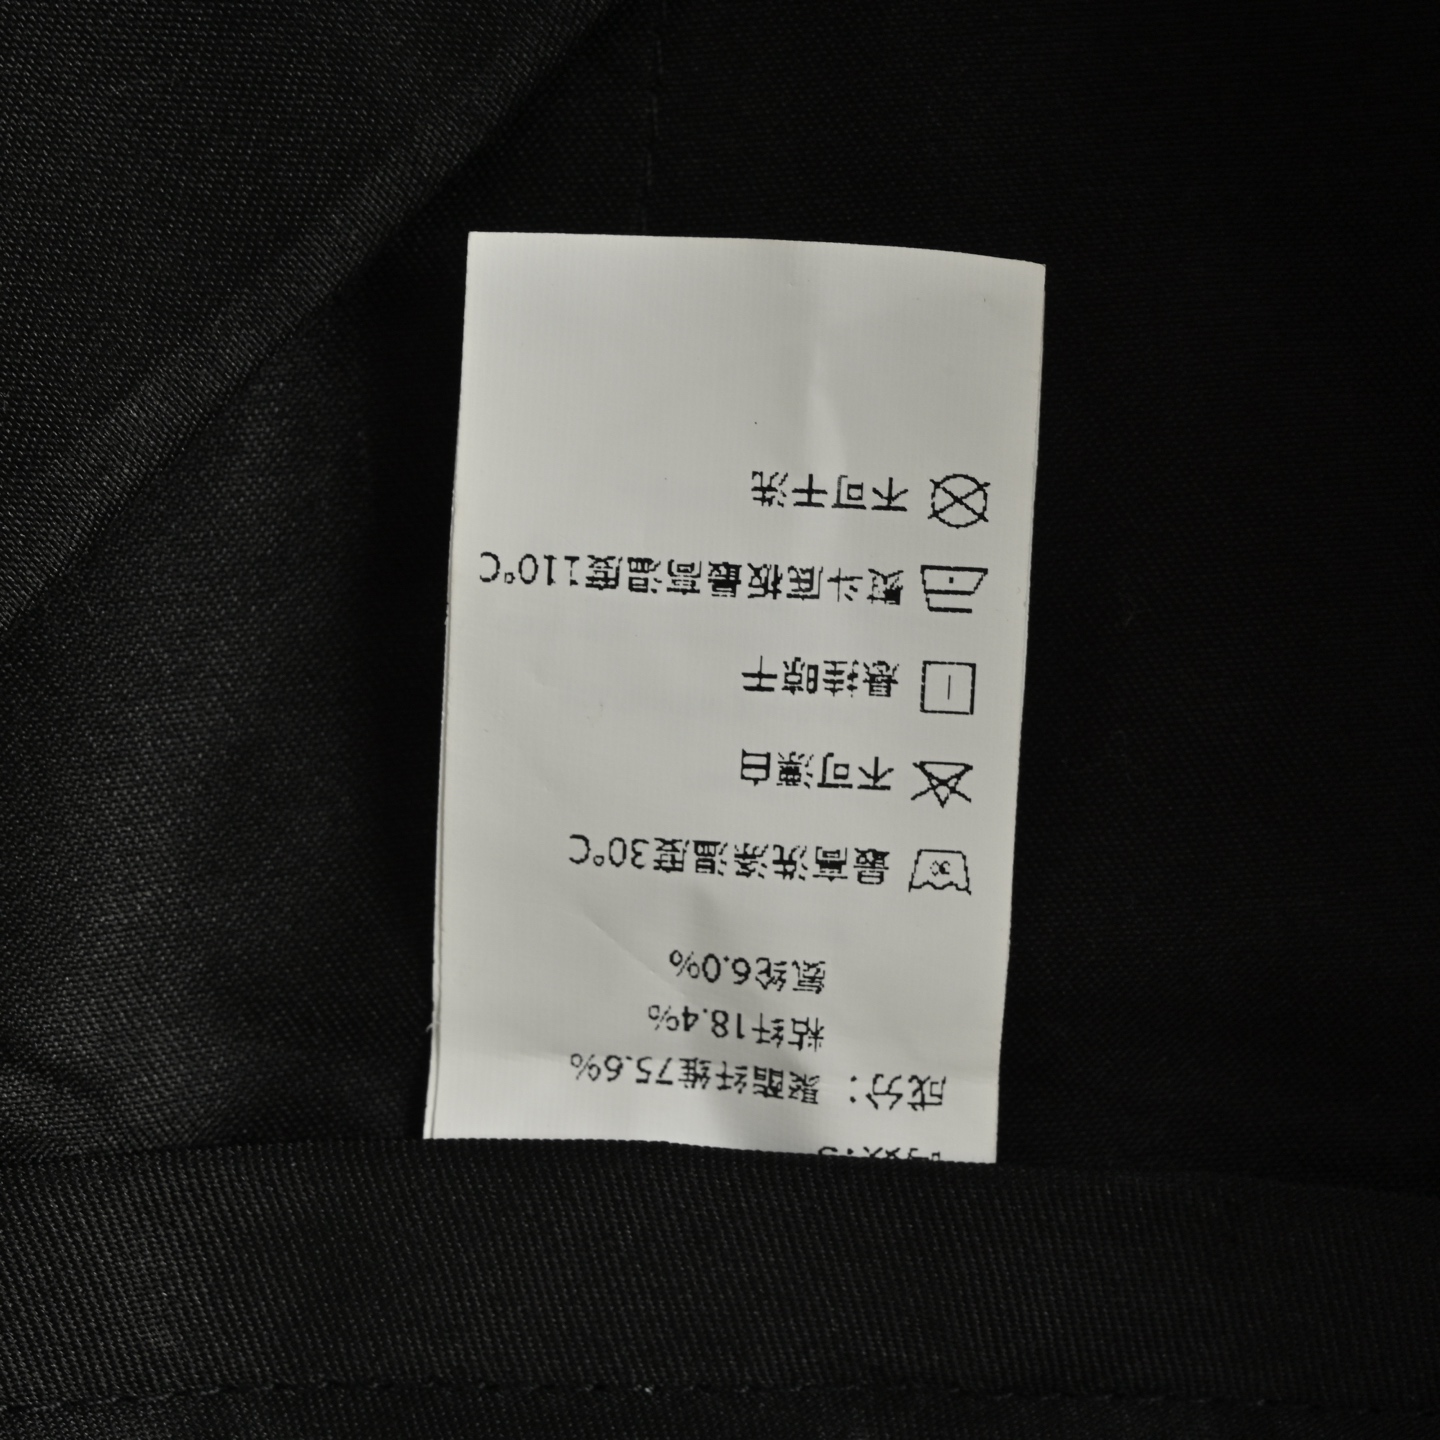 成分：聚酯纤维75.6%
粘纤18.4%
氨纶6.0%
最高洗涤温度30℃
不可漂白
悬挂晾干
熨斗底板最高温度110℃
不可干洗